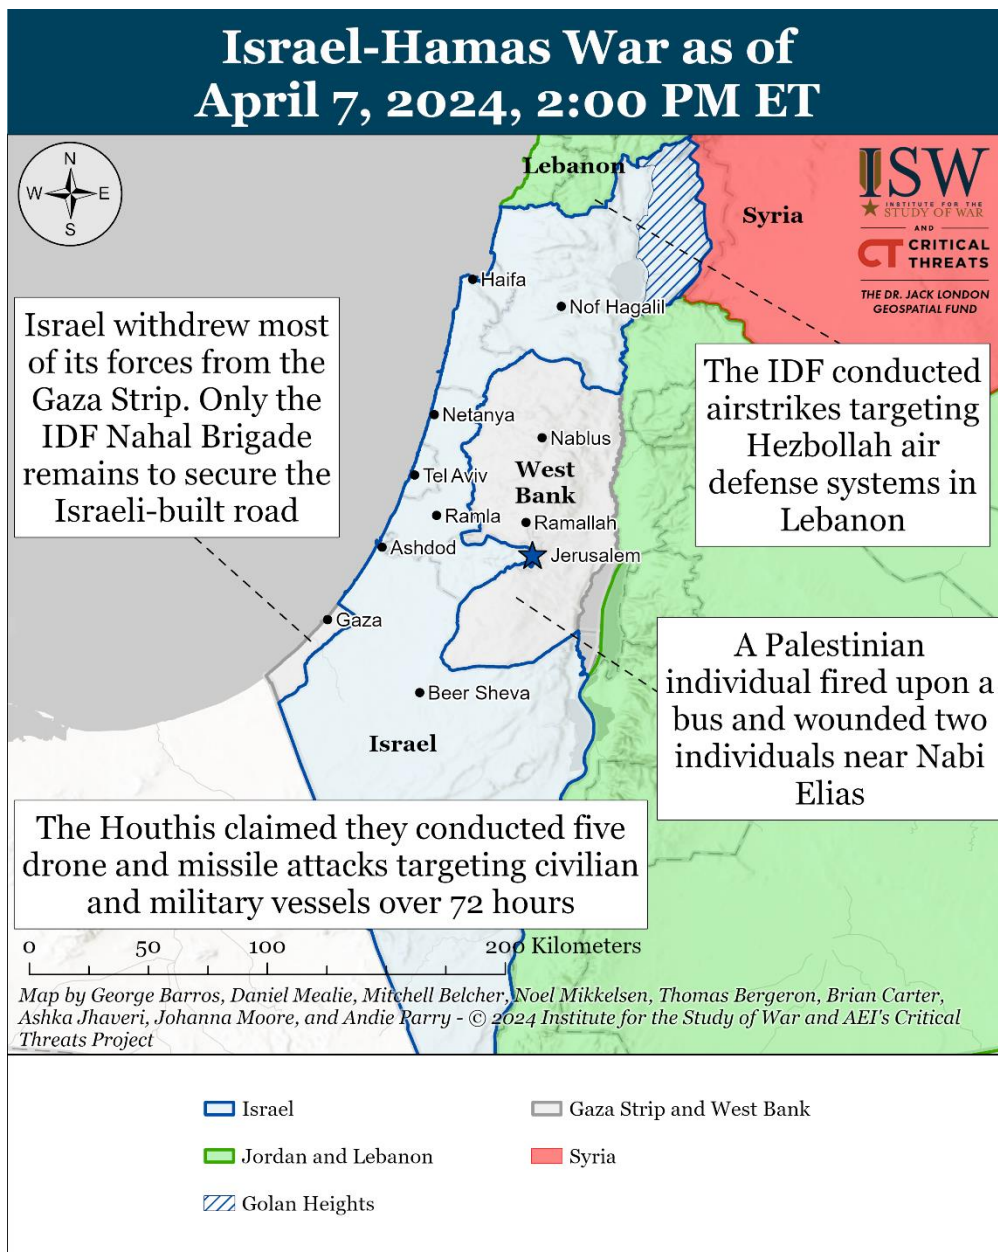 Israel-Hamas War as of
April 7, 2024, 2:00 PM ET
N
W E
S
Lebanon
Syria
ISW
INSTITUTE FOR THE
STUDY OF WAR
AND
CT CRITICAL
THREATS
THE DR. JACK LONDON
GEOSPATIAL FUND
Haifa
Nof Hagalil
Israel withdrew most
of its forces from the
Gaza Strip. Only the
IDF Nahal Brigade
remains to secure the
Israeli-built road
The IDF conducted
airstrikes targeting
Hezbollah air
defense systems in
Lebanon
Netanya
Nablus
West
Bank
Tel Aviv
Ramla
Ramallah
Ashdod
Jerusalem
Gaza
A Palestinian
individual fired upon a
bus and wounded two
individuals near Nabi
Elias
Beer Sheva
Israel
The Houthis claimed they conducted five
drone and missile attacks targeting civilian
and military vessels over 72 hours
0 50 100 200 Kilometers
Map by George Barros, Daniel Mealie, Mitchell Belcher, Noel Mikkelsen, Thomas Bergeron, Brian Carter,
Ashka Jhaveri, Johanna Moore, and Andie Parry - © 2024 Institute for the Study of War and AEI's Critical
Threats Project
Israel
Gaza Strip and West Bank
Jordan and Lebanon
Syria
Golan Heights